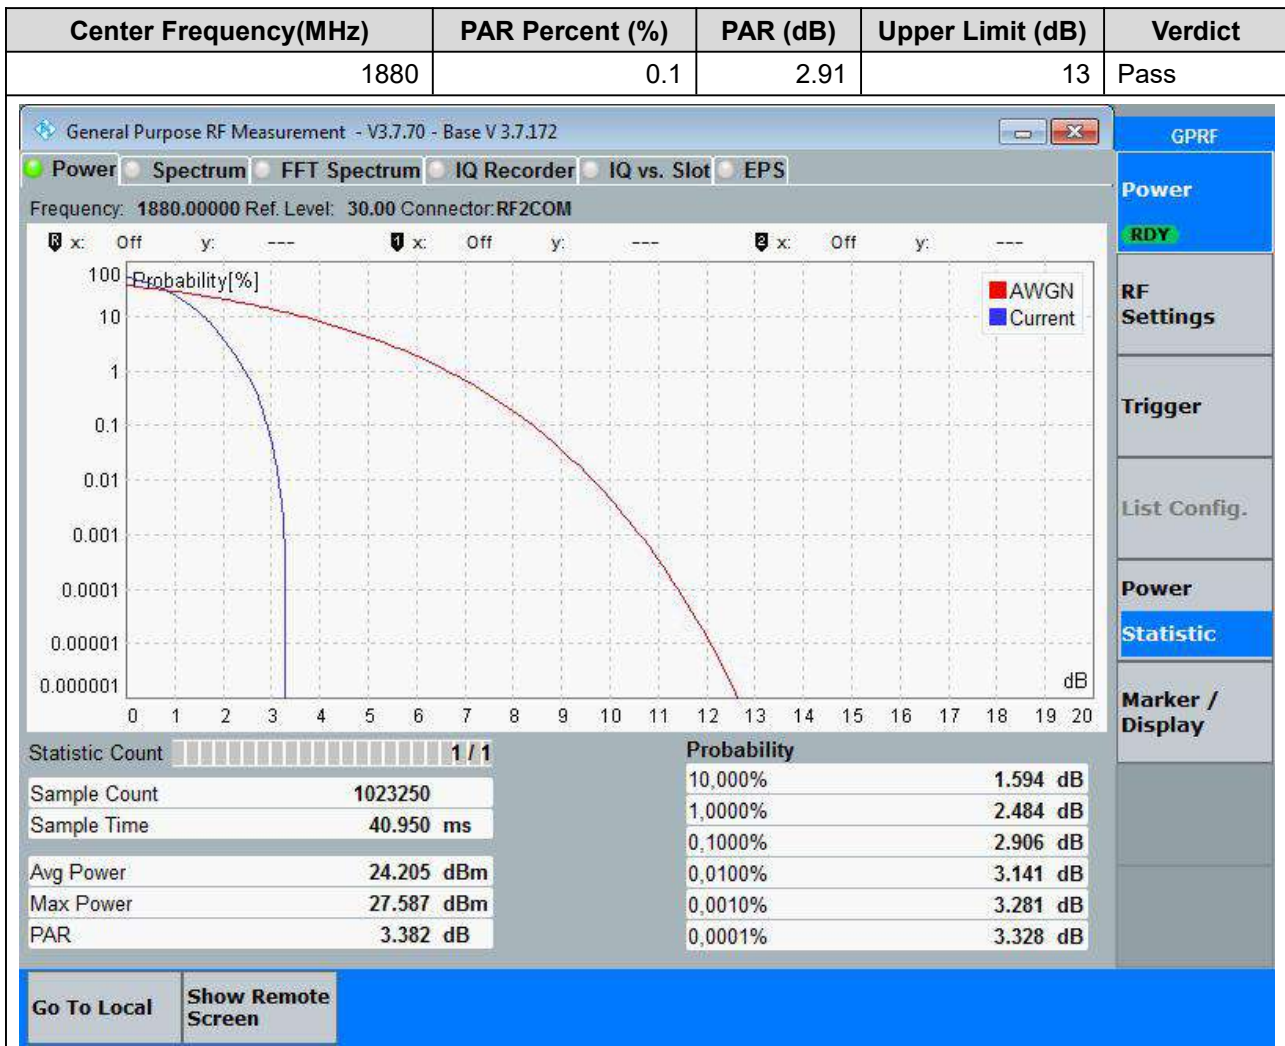 Center Frequency(MHz) PAR Percent (%) PAR (dB) Upper Limit (dB) Verdict
1880 0.1 2.91 13 Pass
General Purpose RF Measurement - V3.7.70 - Base V 3.7.172
GPRF
Power Spectrum FFT Spectrum IQ Recorder IQ vs. Slot EPS
Frequency: 1880.00000 Ref. Level: 30.00 Connector:RF2COM
R x: Off y: --- 1 x: Off y: --- 2 x: Off y: ---
Probability[%]
AWGN
Current
100
10
1
0.1
0.01
0.001
0.0001
0.00001
0.000001
dB
0 1 2 3 4 5 6 7 8 9 10 11 12 13 14 15 16 17 18 19 20
Statistic Count 1 / 1
Sample Count 1023250
Sample Time 40.950 ms
Avg Power 24.205 dBm
Max Power 27.587 dBm
PAR 3.382 dB
Probability
10,000% 1.594 dB
1,0000% 2.484 dB
0,1000% 2.906 dB
0,0100% 3.141 dB
0,0010% 3.281 dB
0,0001% 3.328 dB
Power
RDY
RF
Settings
Trigger
List Config.
Power
Statistic
Marker /
Display
Go To Local
Show Remote
Screen